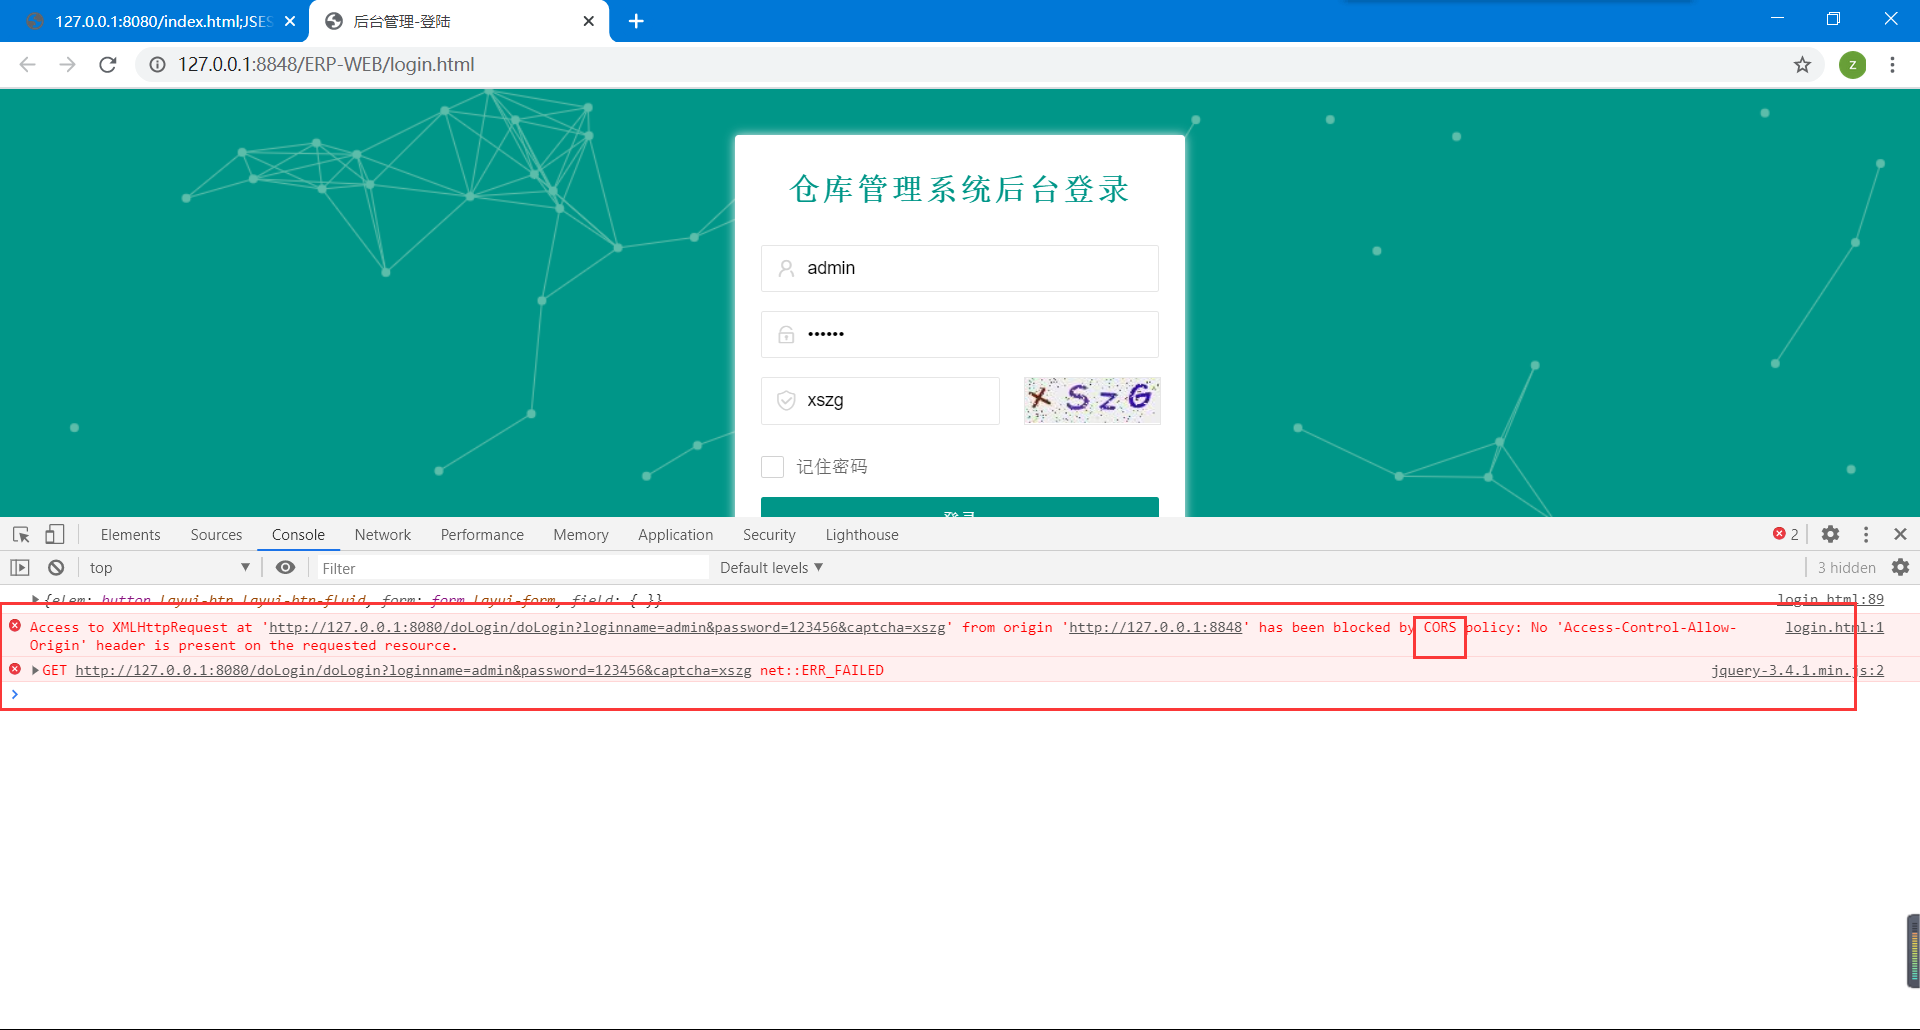 127.0.0.1:8080/index.html;JSES
后台管理-登陆
127.0.0.1:8848/ERP-WEB/login.html
z
仓库管理系统后台登录
admin
••••••
xszg
xSzG
记住密码
登录
Elements Sources Console Network Performance Memory Application Security Lighthouse 2
top Filter Default levels 3 hidden
{elem: button.layui-btn.layui-btn-fluid, form: form.layui-form, field: {…}} login.html:89
Access to XMLHttpRequest at 'http://127.0.0.1:8080/doLogin/doLogin?loginname=admin&password=123456&captcha=xszg' from origin 'http://127.0.0.1:8848' has been blocked by CORS policy: No 'Access-Control-Allow- login.html:1
Origin' header is present on the requested resource.
GET http://127.0.0.1:8080/doLogin/doLogin?loginname=admin&password=123456&captcha=xszg net::ERR_FAILED jquery-3.4.1.min.js:2